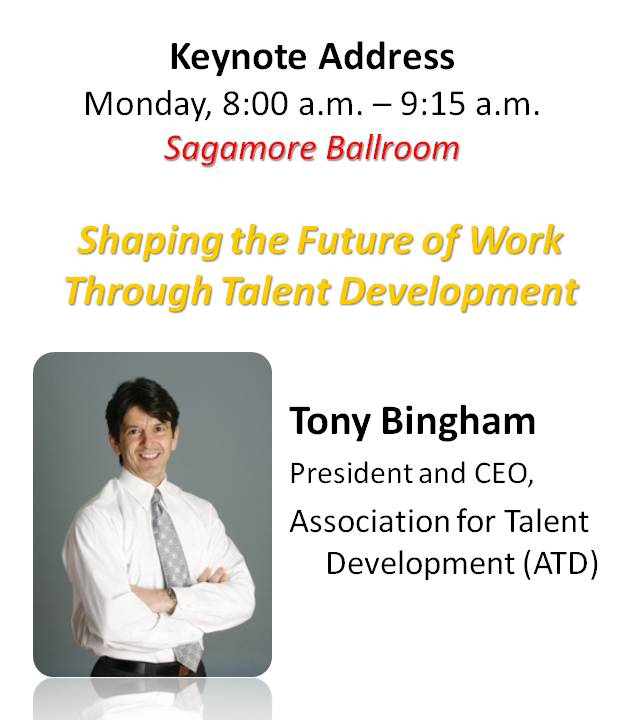 Keynote Address
Monday, 8:00 a.m. – 9:15 a.m.
Sagamore Ballroom
Shaping the Future of Work
Through Talent Development
Tony Bingham
President and CEO,
Association for Talent
Development (ATD)